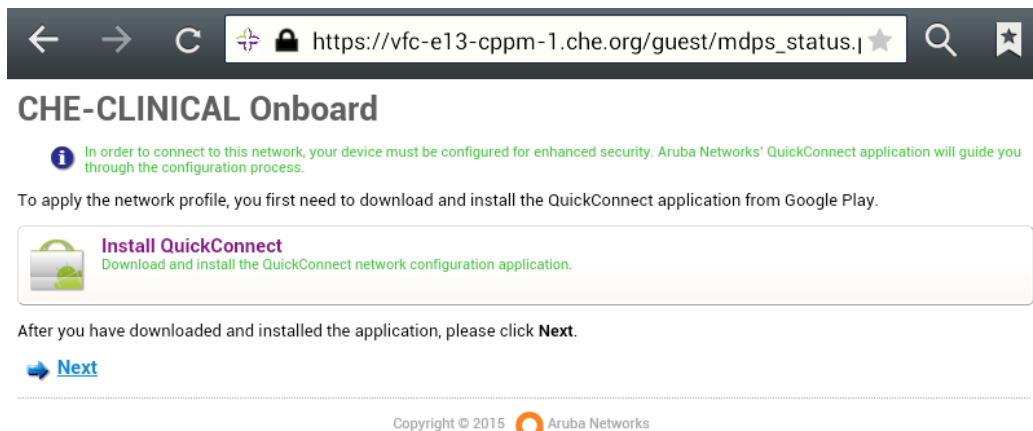 https://vfc-e13-cppm-1.che.org/guest/mdps_status.
CHE-CLINICAL Onboard
In order to connect to this network, your device must be configured for enhanced security. Aruba Networks' QuickConnect application will guide you
through the configuration process.
To apply the network profile, you first need to download and install the QuickConnect application from Google Play.
Install QuickConnect
Download and install the QuickConnect network configuration application.
After you have downloaded and installed the application, please click Next.
Next
Copyright © 2015 Aruba Networks